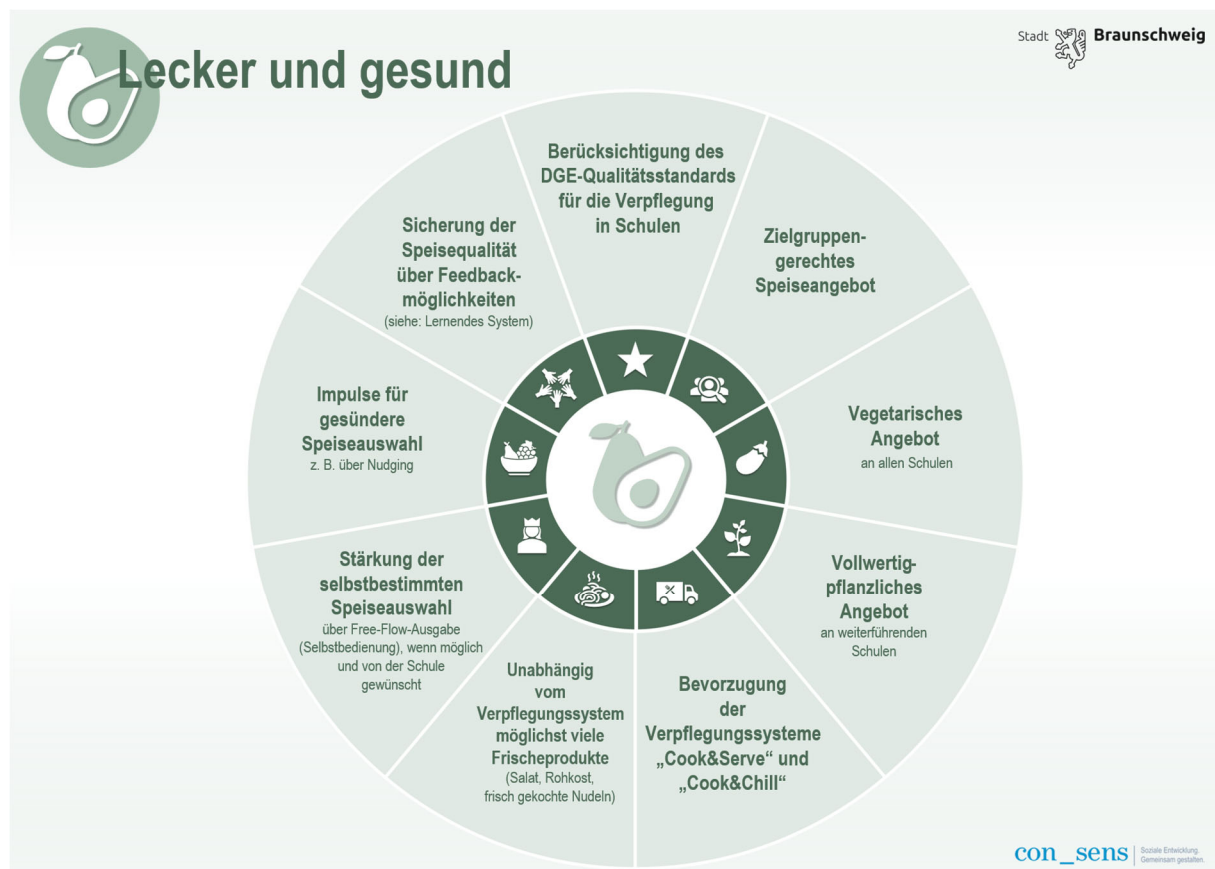 Lecker und gesund
Stadt Braunschweig
Berücksichtigung des
DGE-Qualitätsstandards
für die Verpflegung
in Schulen
Zielgruppen-
gerechtes
Speiseangebot
Vegetarisches
Angebot
an allen Schulen
Vollwertig-
pflanzliches
Angebot
an weiterführenden
Schulen
Bevorzugung
der
Verpflegungssysteme
„Cook&Serve“ und
„Cook&Chill“
Unabhängig
vom
Verpflegungssystem
möglichst viele
Frischeprodukte
(Salat, Rohkost,
frisch gekochte Nudeln)
Stärkung der
selbstbestimmten
Speiseauswahl
über Free-Flow-Ausgabe
(Selbstbedienung), wenn möglich
und von der Schule
gewünscht
Impulse für
gesündere
Speiseauswahl
z. B. über Nudging
Sicherung der
Speisequalität
über Feedback-
möglichkeiten
(siehe: Lernendes System)
con_sens
Soziale Entwicklung.
Gemeinsam gestalten.